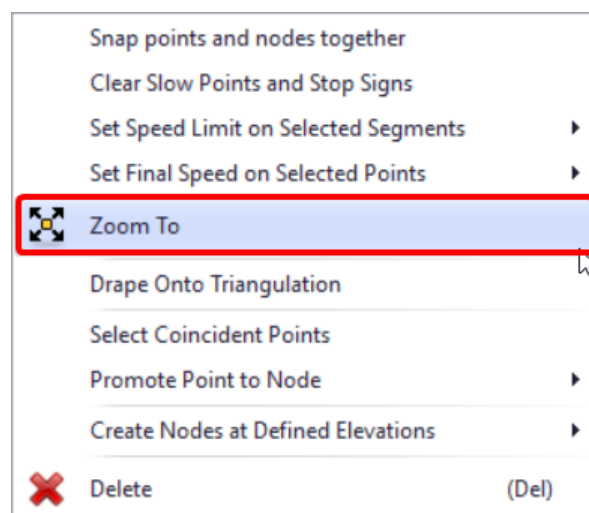 Snap points and nodes together
Clear Slow Points and Stop Signs
Set Speed Limit on Selected Segments
Set Final Speed on Selected Points
Zoom To
Drape Onto Triangulation
Select Coincident Points
Promote Point to Node
Create Nodes at Defined Elevations
Delete (Del)